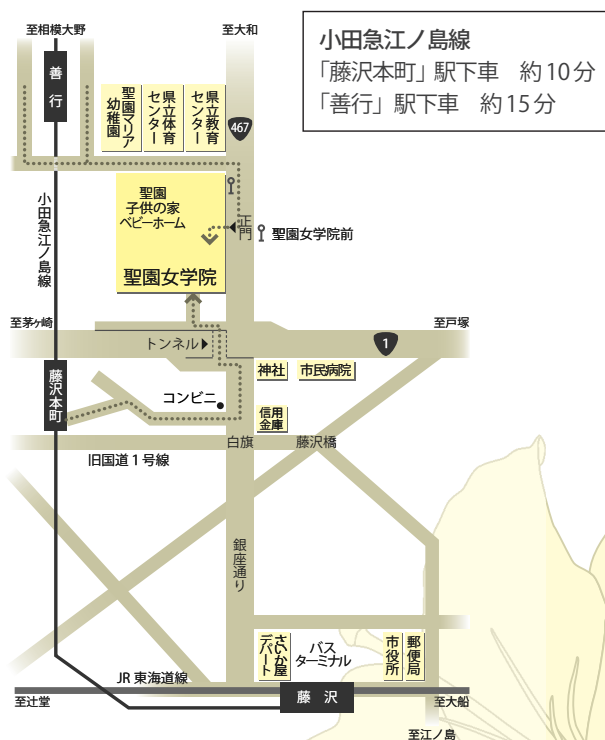 小田急江ノ島線
「藤沢本町」駅下車　約10分
「善行」駅下車　約15分
至相模大野
至大和
善行
聖園マリア
幼稚園
県立体育
センター
県立教育
センター
467
聖園
子供の家
ベビーホーム
正門
聖園女学院前
小田急江ノ島線
聖園女学院
至茅ヶ崎
至戸塚
トンネル
1
神社
市民病院
藤沢本町
コンビニ
信用
金庫
白旗
藤沢橋
旧国道1号線
銀座通り
さいか屋
デパート
バス
ターミナル
市役所
郵便局
JR東海道線
藤沢
至辻堂
至大船
至江ノ島